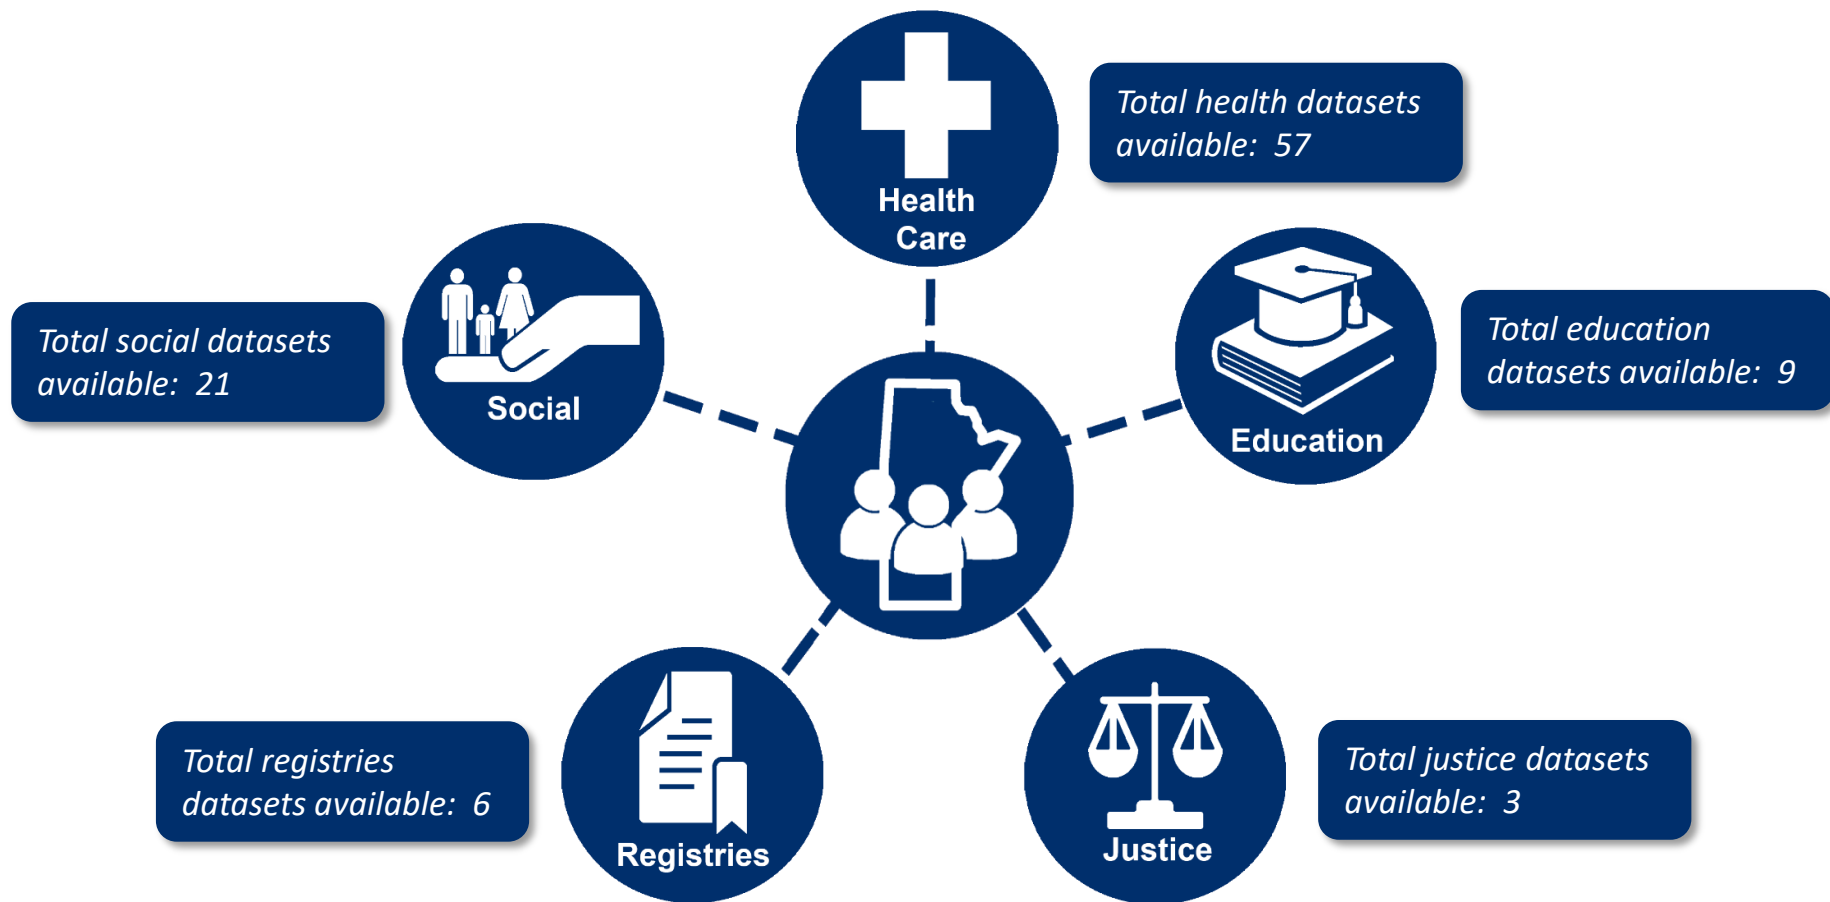 Health
Care
Total health datasets
available:  57
Total social datasets
available:  21
Social
Education
Total education
datasets available:  9
Total registries
datasets available:  6
Registries
Justice
Total justice datasets
available:  3